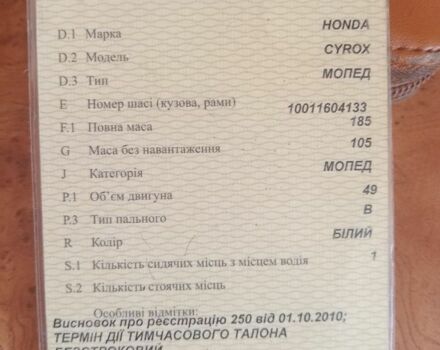 D.1 Марка HONDA
D.2 Модель CYROX
D.3 Тип МОПЕД
E Номер шасі (кузова, рами) 10011604133
F.1 Повна маса 185
G Маса без навантаження 105
J Категорія МОПЕД
P.1 Об'єм двигуна 49
P.3 Тип пального B
R Колір БІЛИЙ
S.1 Кількість сидячих місць з місцем водія 1
S.2 Кількість стоячих місць
Особливі відмітки:
Висновок про реєстрацію 250 від 01.10.2010;
ТЕРМІН ДІЇ ТИМЧАСОВОГО ТАЛОНА
БЕЗСТРОКОВИЙ